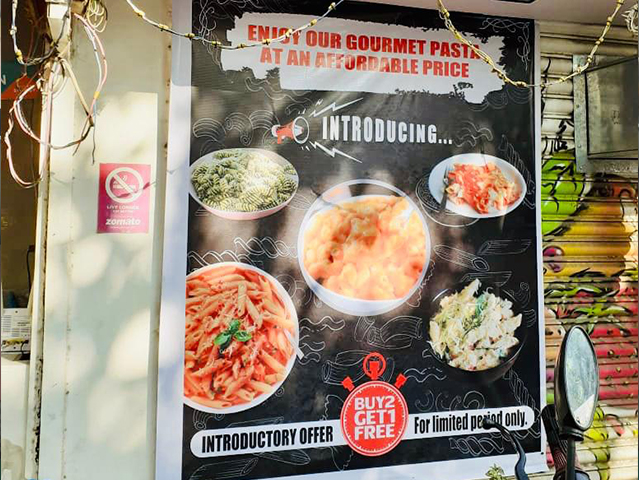 ENJOY OUR GOURMET PASTA
AT AN AFFORDABLE PRICE
INTRODUCING...
zomato
BUY2
GET1
FREE
INTRODUCTORY OFFER
For limited period only.